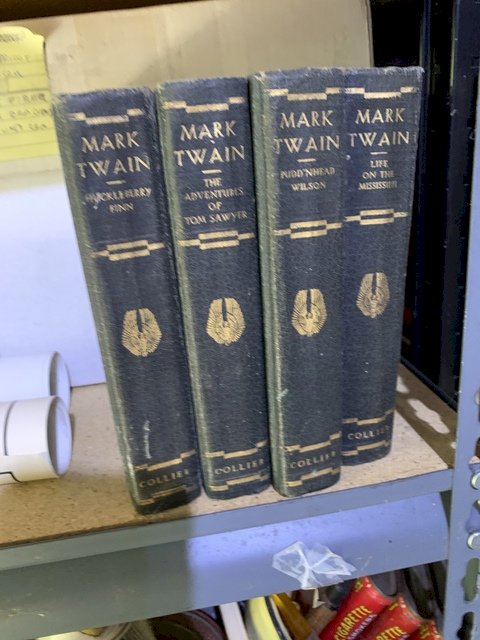 MARK
TWAIN
HUCKLEBERRY
FINN
COLLIER
MARK
TWAIN
THE
ADVENTURES
OF
TOM SAWYER
COLLIER
MARK
TWAIN
PUDD'NHEAD
WILSON
COLLIER
MARK
TWAIN
LIFE
ON THE
MISSISSIPPI
COLLIER